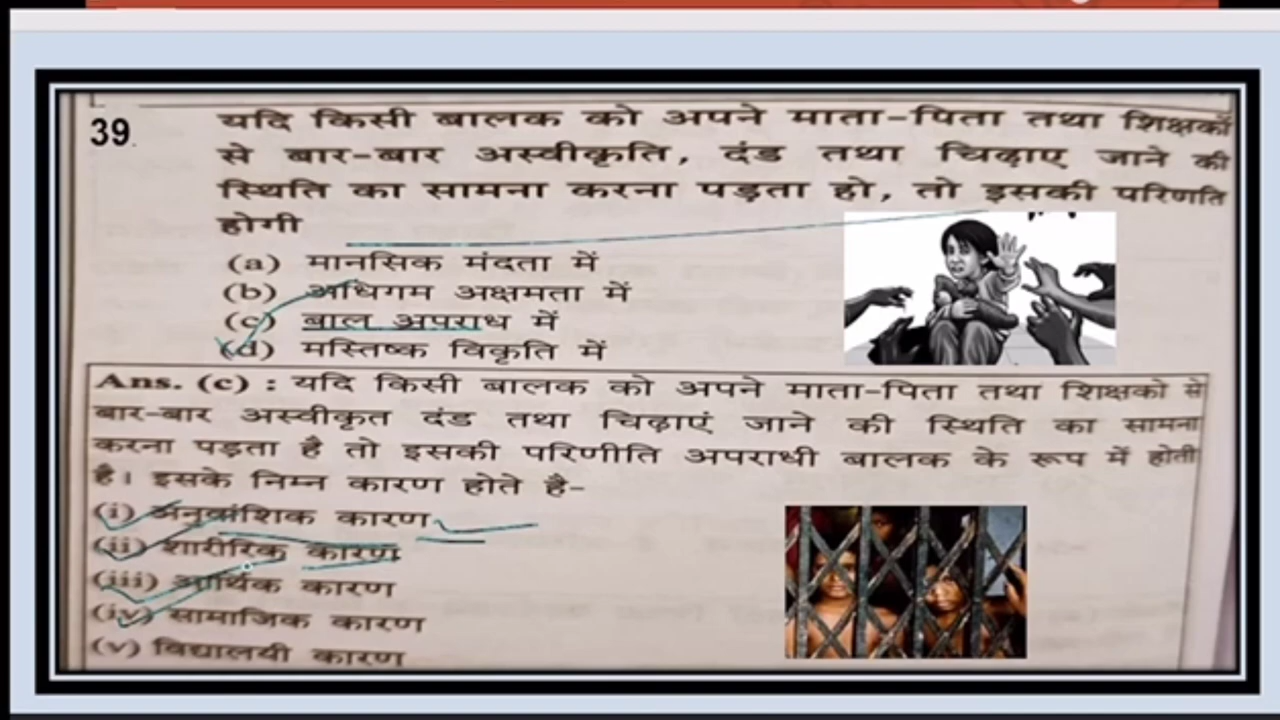 39.
यदि किसी बालक को अपने माता-पिता तथा शिक्षकों
से बार-बार अस्वीकृति, दंड तथा चिढ़ाए जाने की
स्थिति का सामना करना पड़ता हो, तो इसकी परिणति
होगी
(a) मानसिक मंदता में
(b) अधिगम अक्षमता में
(c) बाल अपराध में
(d) मस्तिष्क विकृति में
Ans. (c) : यदि किसी बालक को अपने माता-पिता तथा शिक्षको से
बार-बार अस्वीकृत दंड तथा चिढ़ाएं जाने की स्थिति का सामना
करना पड़ता है तो इसकी परिणीति अपराधी बालक के रूप में होती
है। इसके निम्न कारण होते है-
(i) अनुवांशिक कारण
(ii) शारीरिक कारण
(iii) आर्थिक कारण
(iv) सामाजिक कारण
(v) विद्यालयी कारण